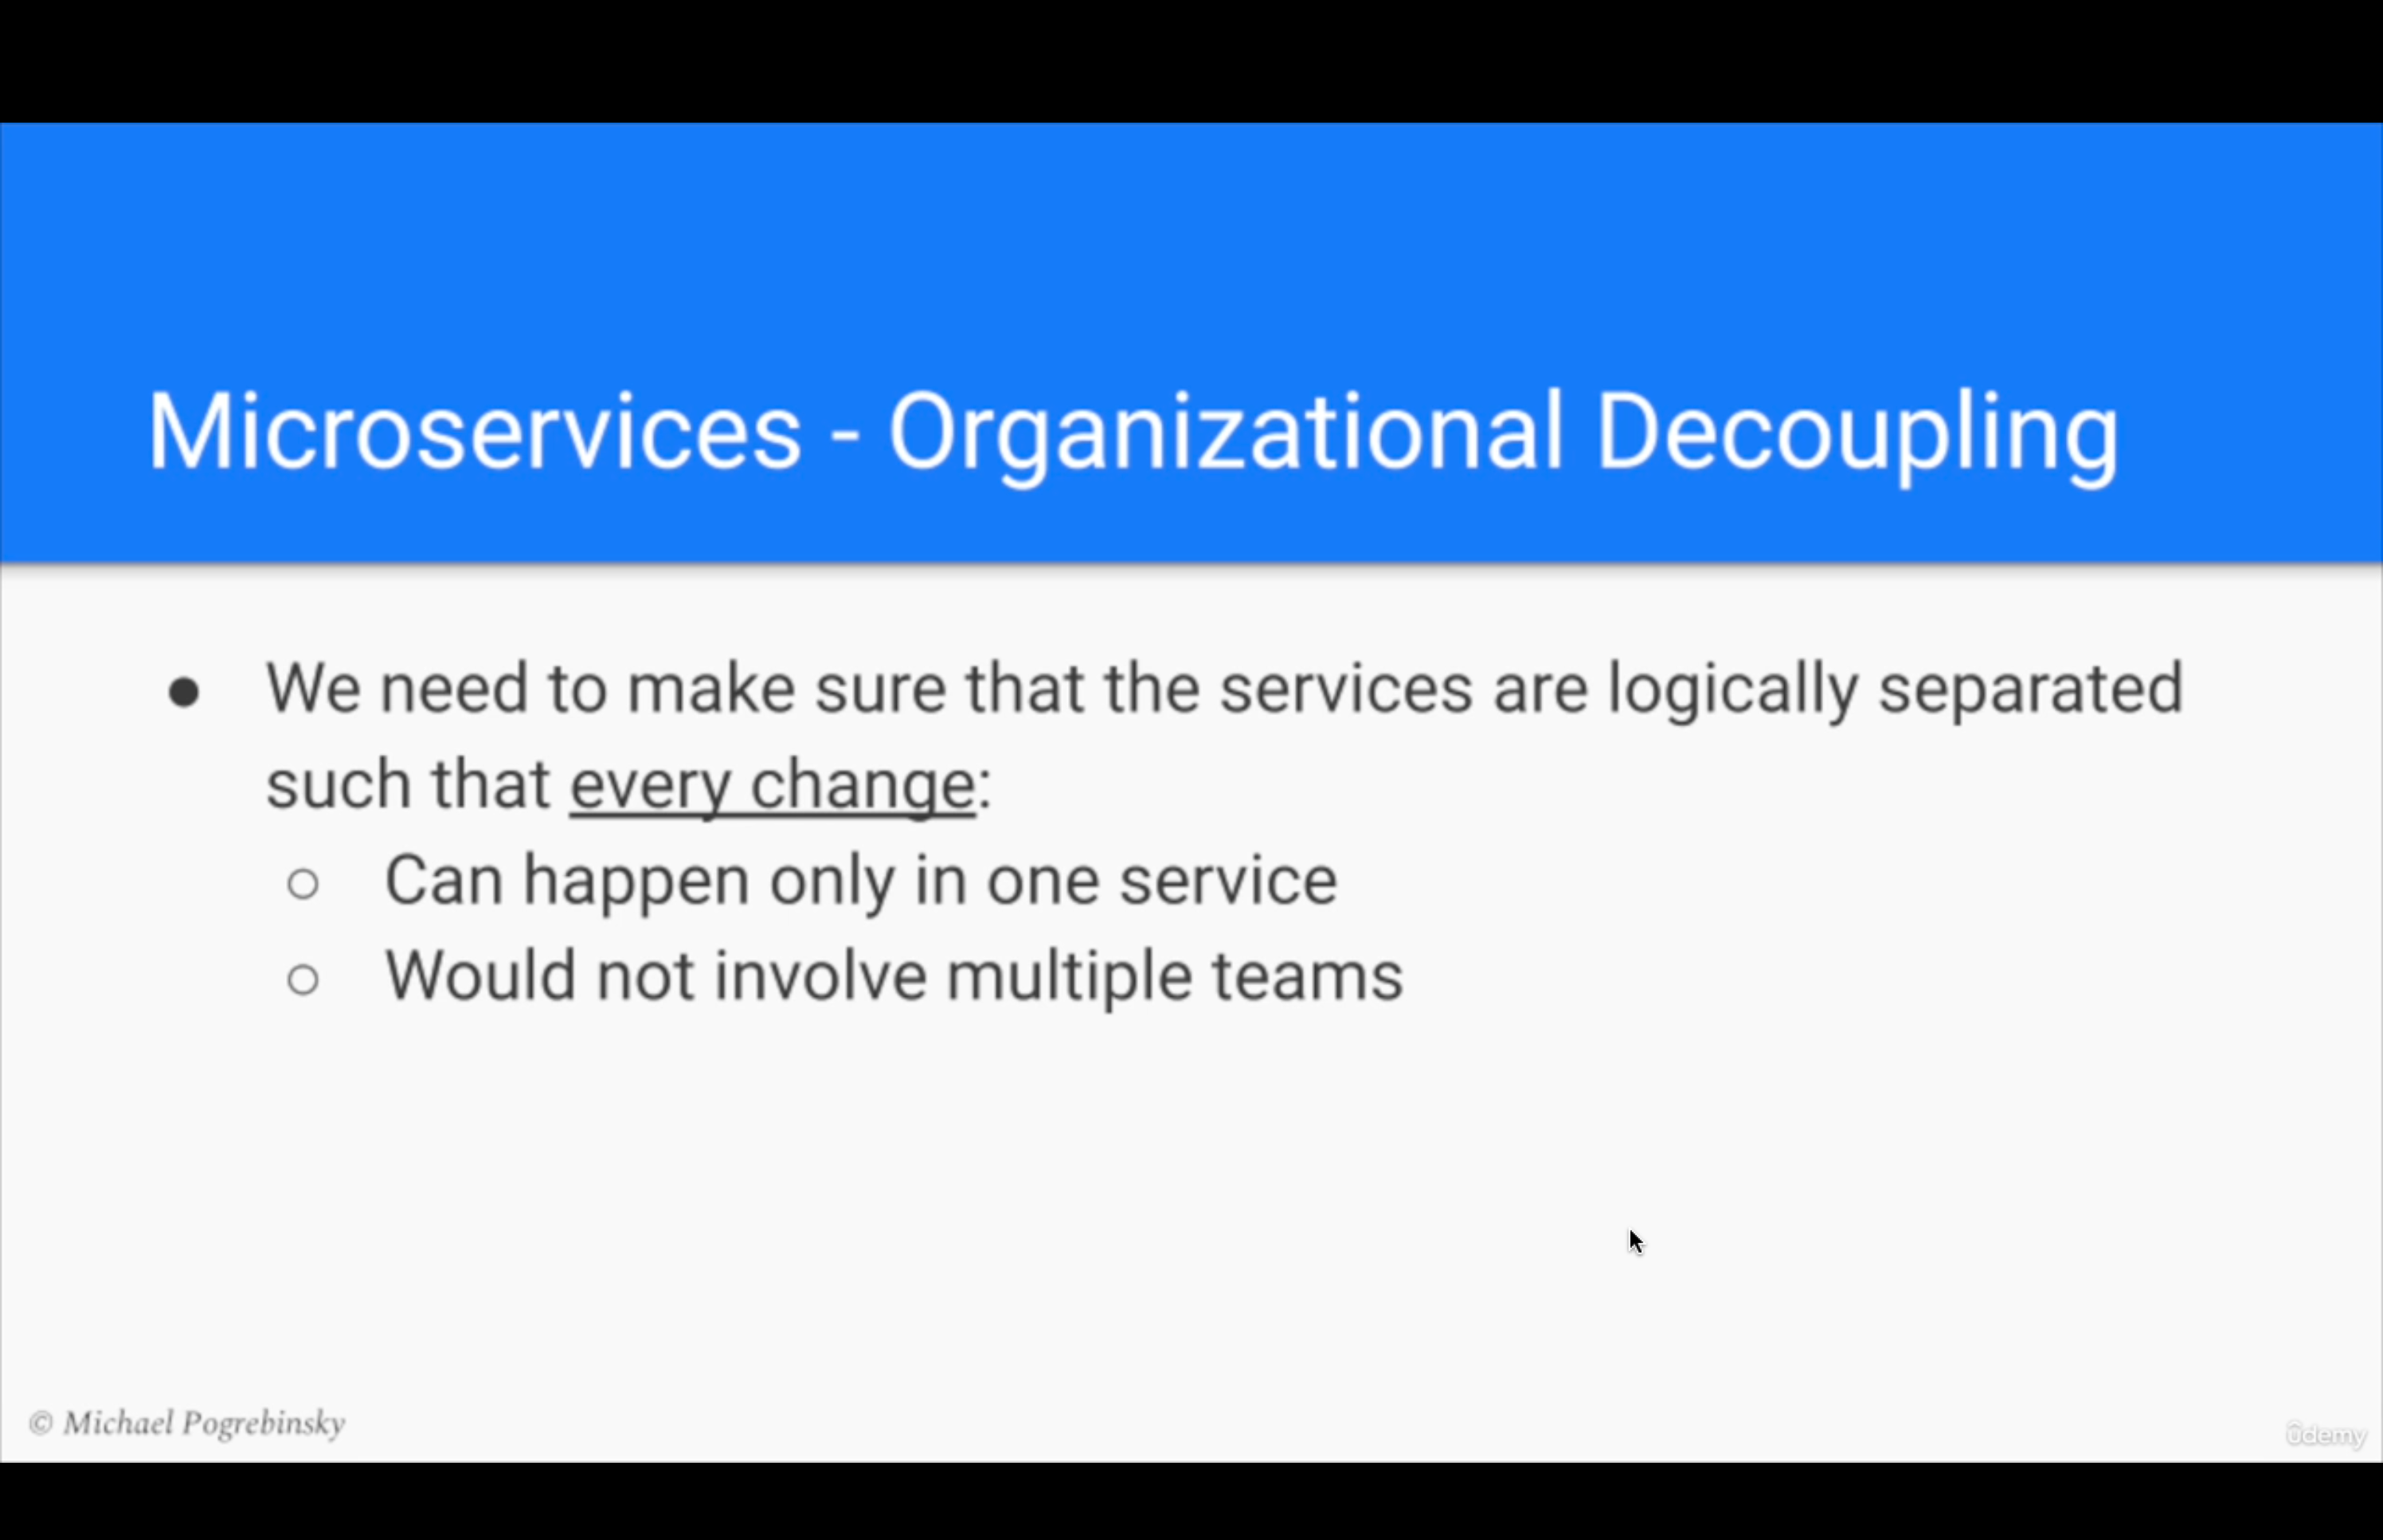 Microservices - Organizational Decoupling
● We need to make sure that the services are logically separated
such that every change:
○ Can happen only in one service
○ Would not involve multiple teams
© Michael Pogrebinsky
ûdemy